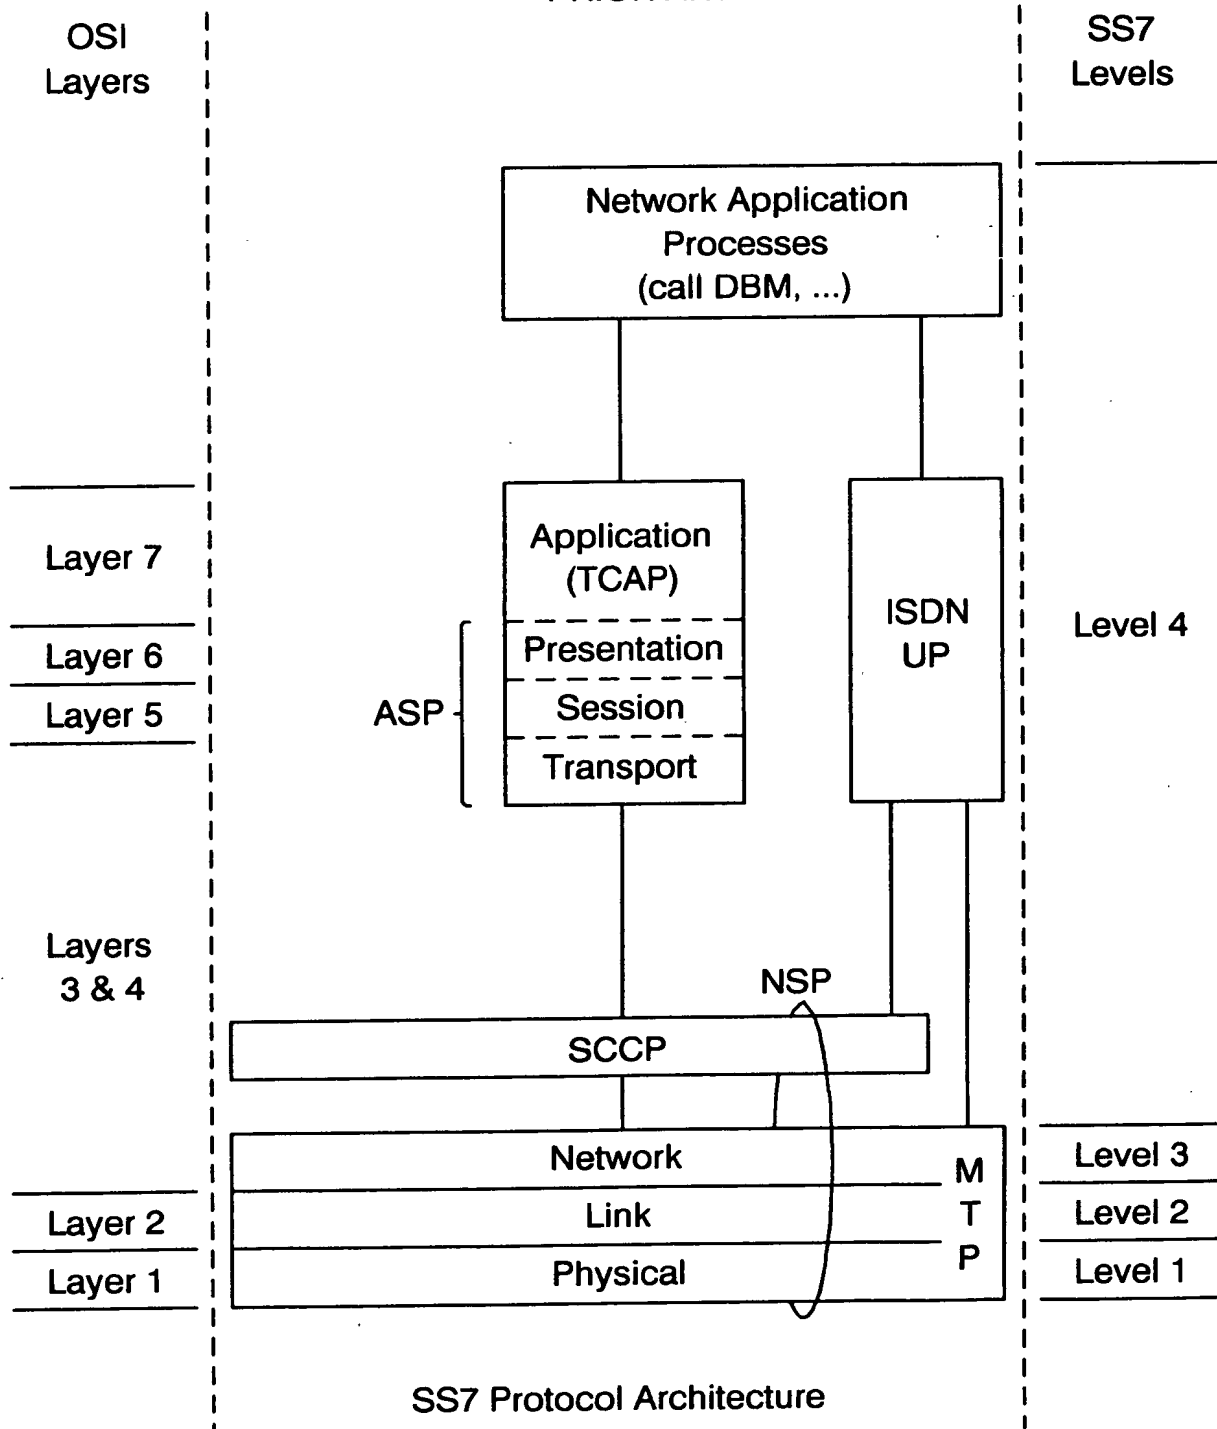 OSI
Layers
SS7
Levels
Network Application
Processes
(call DBM, ...)
Layer 7
Layer 6
Layer 5
Application
(TCAP)
Presentation
Session
Transport
ASP
ISDN
UP
Level 4
Layers
3 & 4
NSP
SCCP
Network
Link
Physical
M
T
P
Layer 2
Layer 1
Level 3
Level 2
Level 1
SS7 Protocol Architecture